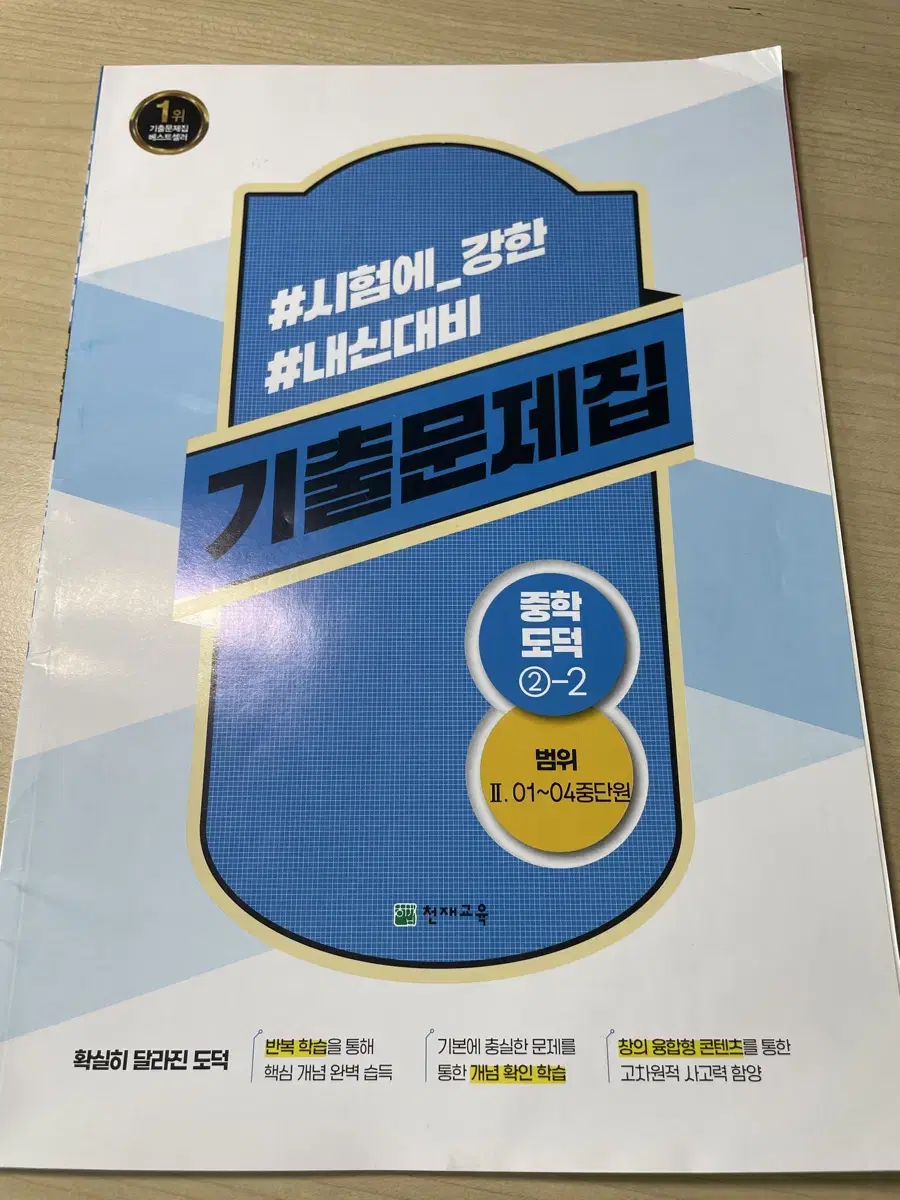 1위
기출문제집
베스트셀러
#시험에_강한
#내신대비
기출문제집
중학
도덕
②-2
범위
Ⅱ. 01~04중단원
천재교육
확실히 달라진 도덕
반복 학습을 통해
핵심 개념 완벽 습득
기본에 충실한 문제를
통한 개념 확인 학습
창의 융합형 콘텐츠를 통한
고차원적 사고력 함양